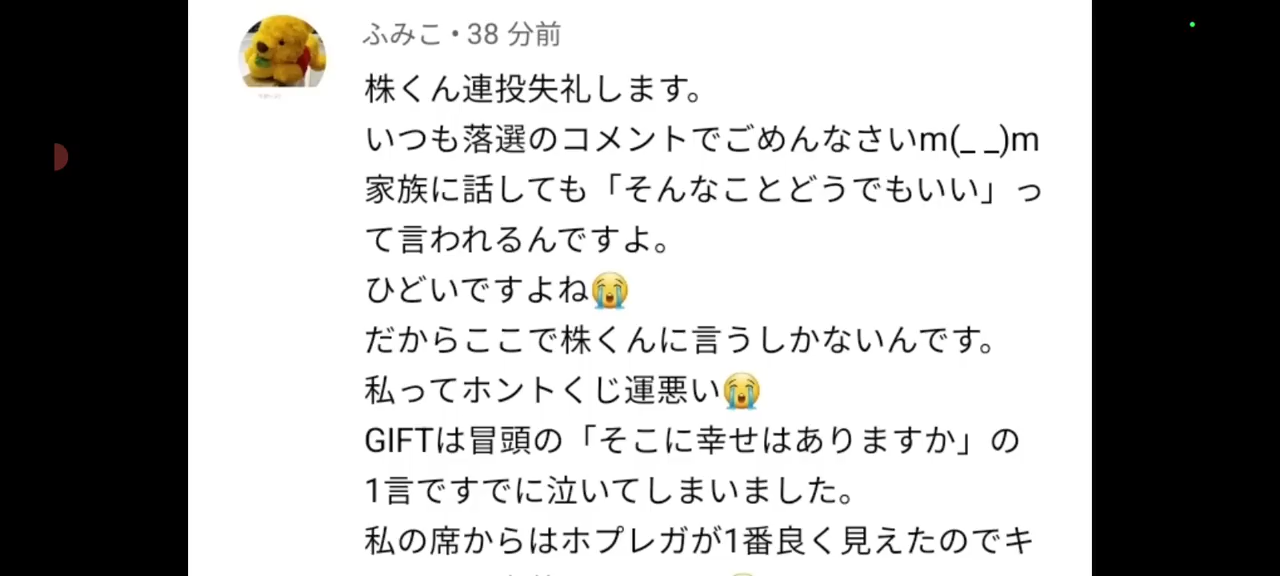 ふみこ • 38 分前
株くん連投失礼します。
いつも落選のコメントでごめんなさいm(_ _)m
家族に話しても「そんなことどうでもいい」っ
て言われるんですよ。
ひどいですよね😭
だからここで株くんに言うしかないんです。
私ってホントくじ運悪い😭
GIFTは冒頭の「そこに幸せはありますか」の
1言ですでに泣いてしまいました。
私の席からはホプレガが1番良く見えたのでキ